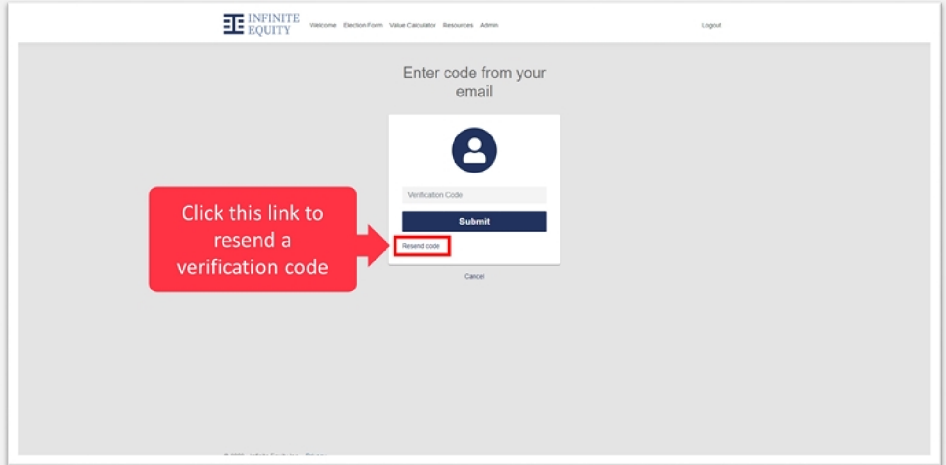 INFINITE
EQUITY
Welcome Election Form Value Calculator Resources Admin Logout
Enter code from your
email
Verification Code
Submit
Click this link to
resend a
verification code
Resend code
Cancel